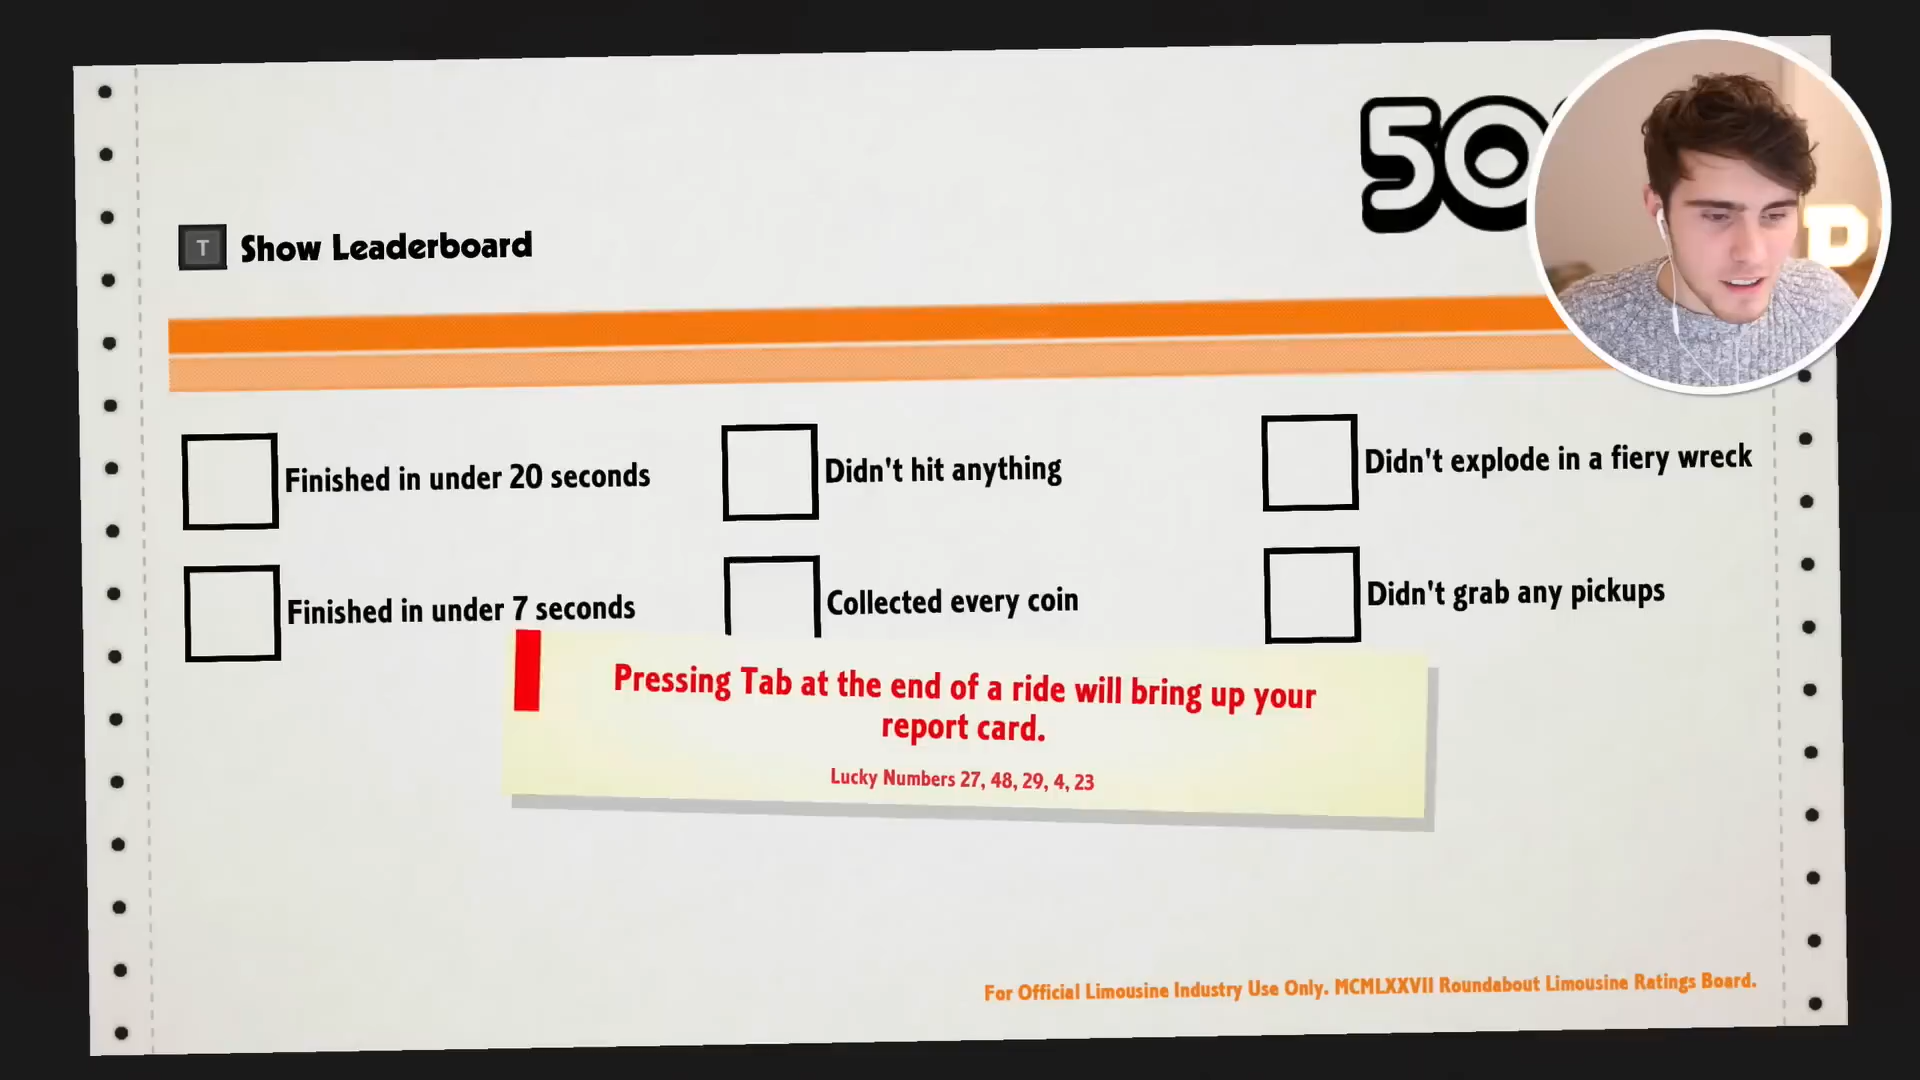 50
T Show Leaderboard
Finished in under 20 seconds
Didn't hit anything
Didn't explode in a fiery wreck
Finished in under 7 seconds
Collected every coin
Didn't grab any pickups
Pressing Tab at the end of a ride will bring up your
report card.
Lucky Numbers 27, 48, 29, 4, 23
For Official Limousine Industry Use Only. MCMLXXVII Roundabout Limousine Ratings Board.
D